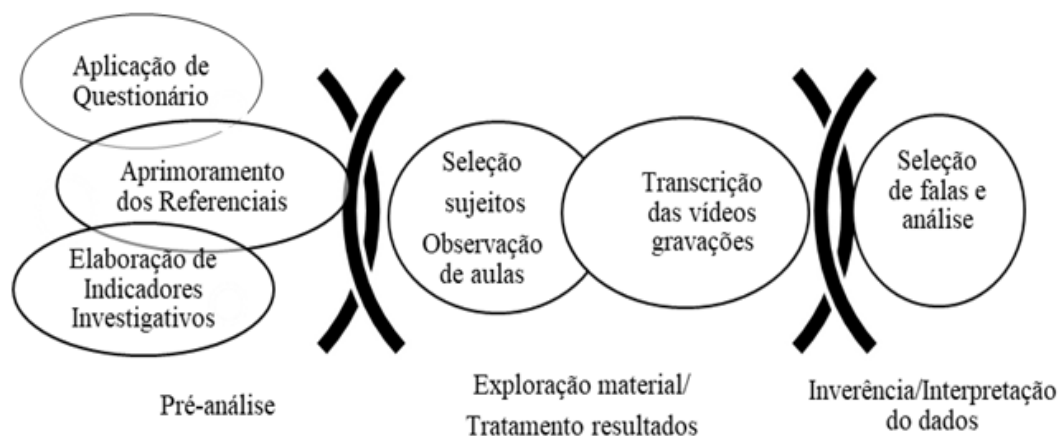 Aplicação de
Questionário
Aprimoramento
dos Referenciais
Elaboração de
Indicadores
Investigativos
Pré-análise
Seleção
sujeitos
Observação
de aulas
Transcrição
das vídeos
gravações
Exploração material/
Tratamento resultados
Seleção
de falas e
análise
Inverência/Interpretação
do dados